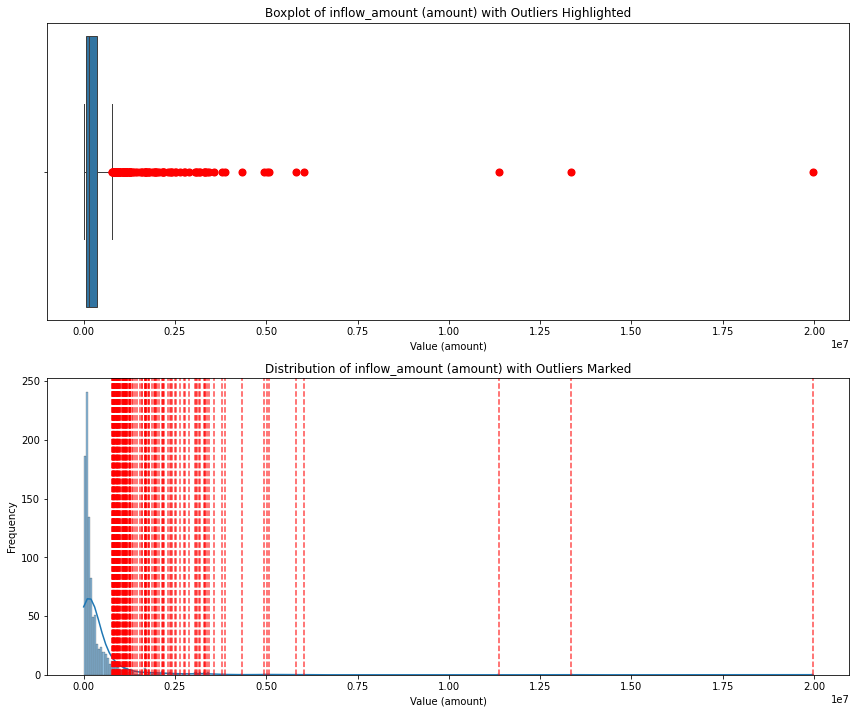 Boxplot of inflow_amount (amount) with Outliers Highlighted
0.00 0.25 0.50 0.75 1.00 1.25 1.50 1.75 2.00
1e7
Value (amount)
Distribution of inflow_amount (amount) with Outliers Marked
250
200
150
100
50
0
Frequency
0.00 0.25 0.50 0.75 1.00 1.25 1.50 1.75 2.00
1e7
Value (amount)